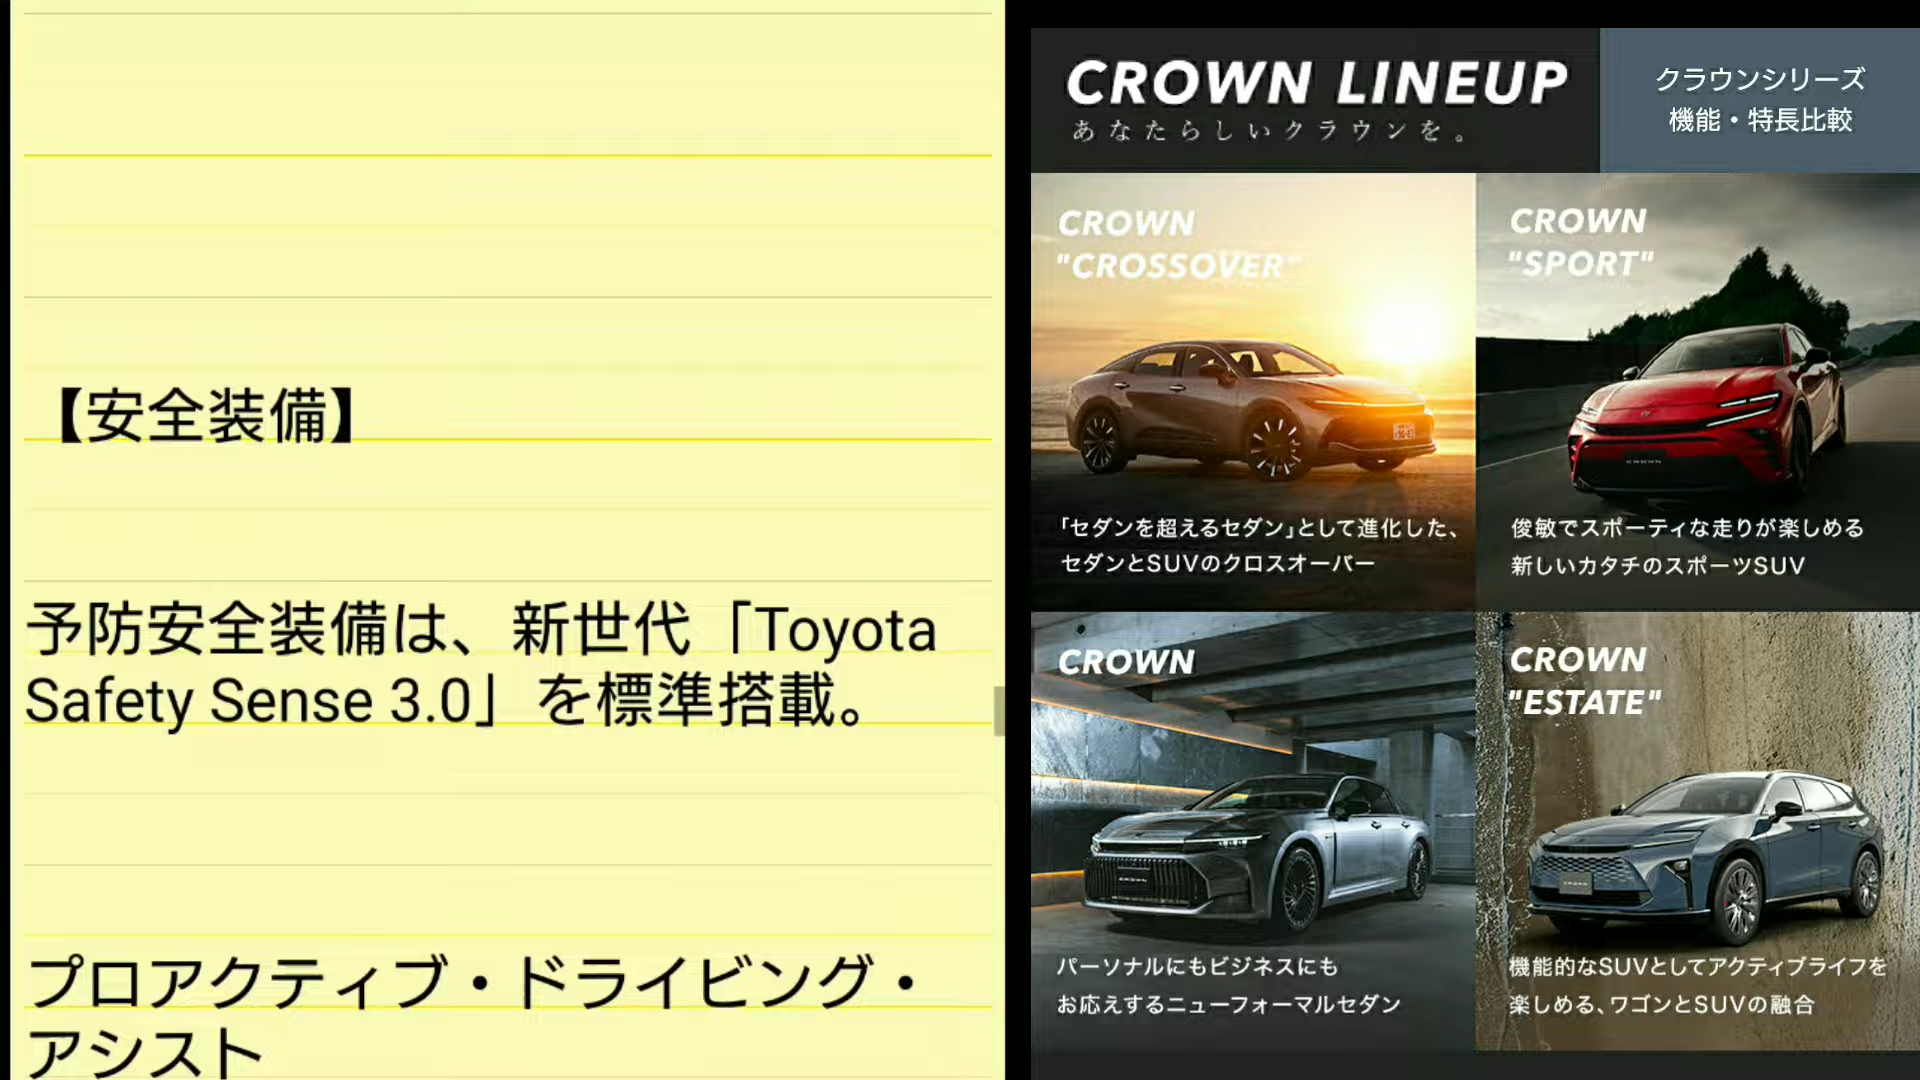 【安全装備】
予防安全装備は、新世代「Toyota
Safety Sense 3.0」を標準搭載。
プロアクティブ・ドライビング・
アシスト
CROWN LINEUP
あなたらしいクラウンを。
クラウンシリーズ
機能・特長比較
CROWN
"CROSSOVER"
「セダンを超えるセダン」として進化した、
セダンとSUVのクロスオーバー
CROWN
"SPORT"
俊敏でスポーティな走りが楽しめる
新しいカタチのスポーツSUV
CROWN
パーソナルにもビジネスにも
お応えするニューフォーマルセダン
CROWN
"ESTATE"
機能的なSUVとしてアクティブライフを
楽しめる、ワゴンとSUVの融合